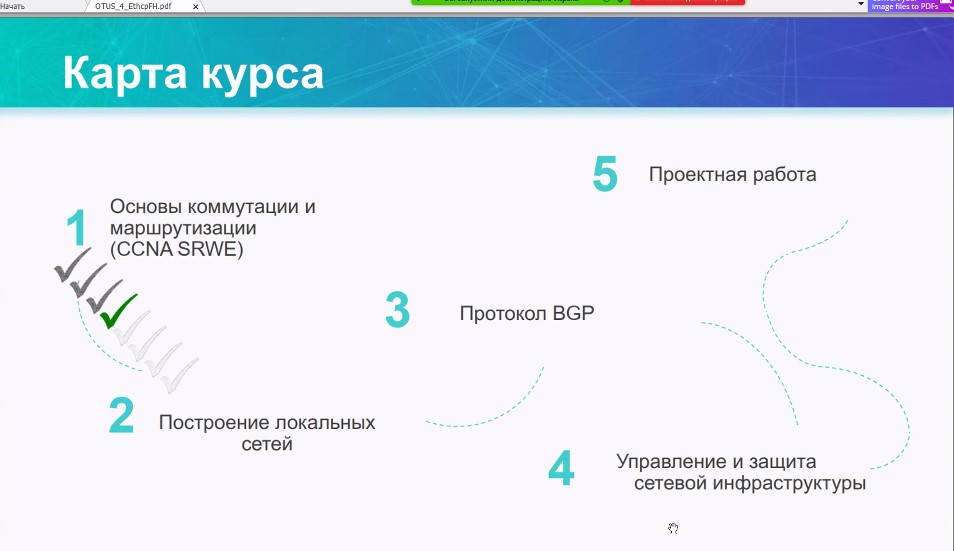 Начать
OTUS_4_EthcpFH.pdf
image files to PDFs
Карта курса
1
Основы коммутации и
маршрутизации
(CCNA SRWE)
2
Построение локальных
сетей
3
Протокол BGP
4
Управление и защита
сетевой инфраструктуры
5
Проектная работа